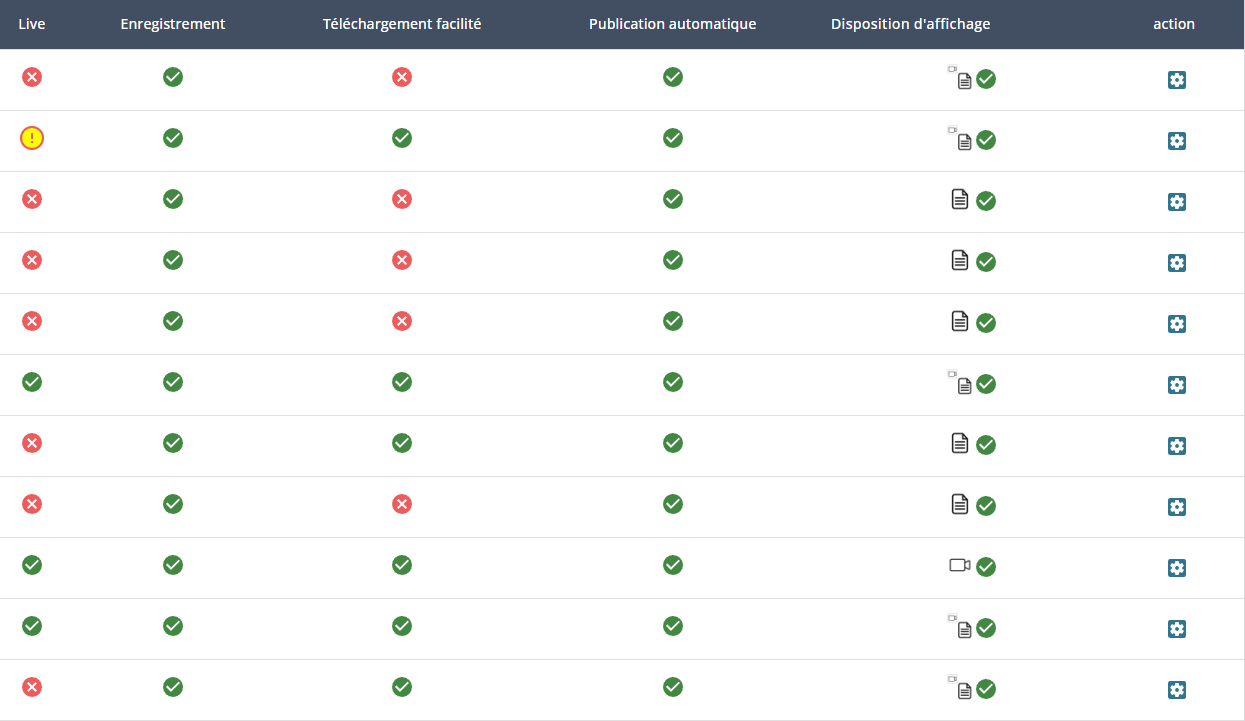 Live Enregistrement Téléchargement facilité Publication automatique Disposition d'affichage action